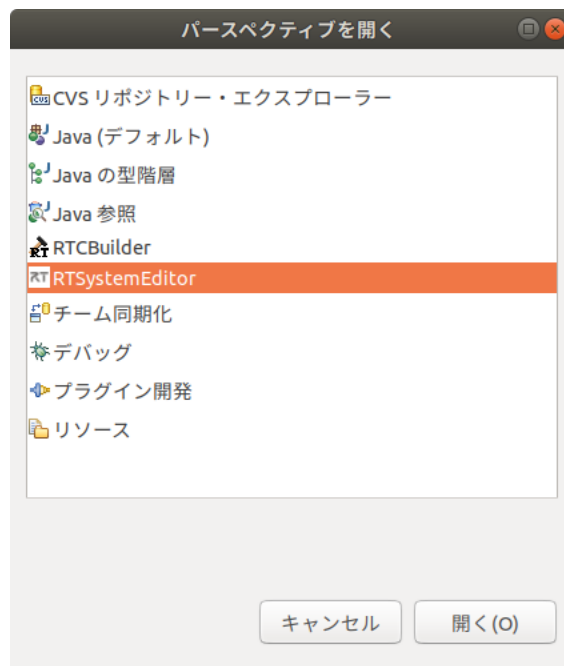 パースペクティブを開く
CVS リポジトリー・エクスプローラー
Java (デフォルト)
Java の型階層
Java 参照
RTCBuilder
RTSystemEditor
チーム同期化
デバッグ
プラグイン開発
リソース
キャンセル
開く(O)